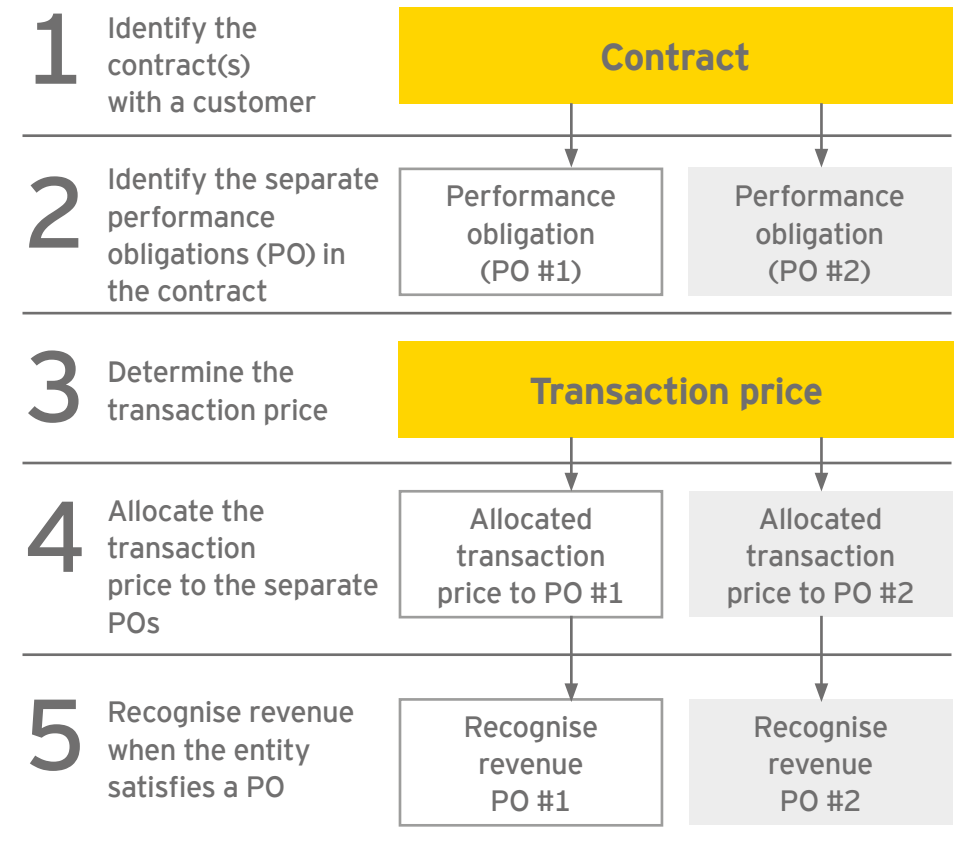 1
Identify the
contract(s)
with a customer
Contract
2
Identify the separate
performance
obligations (PO) in
the contract
Performance
obligation
(PO #1)
Performance
obligation
(PO #2)
3
Determine the
transaction price
Transaction price
4
Allocate the
transaction
price to the separate
POs
Allocated
transaction
price to PO #1
Allocated
transaction
price to PO #2
5
Recognise revenue
when the entity
satisfies a PO
Recognise
revenue
PO #1
Recognise
revenue
PO #2